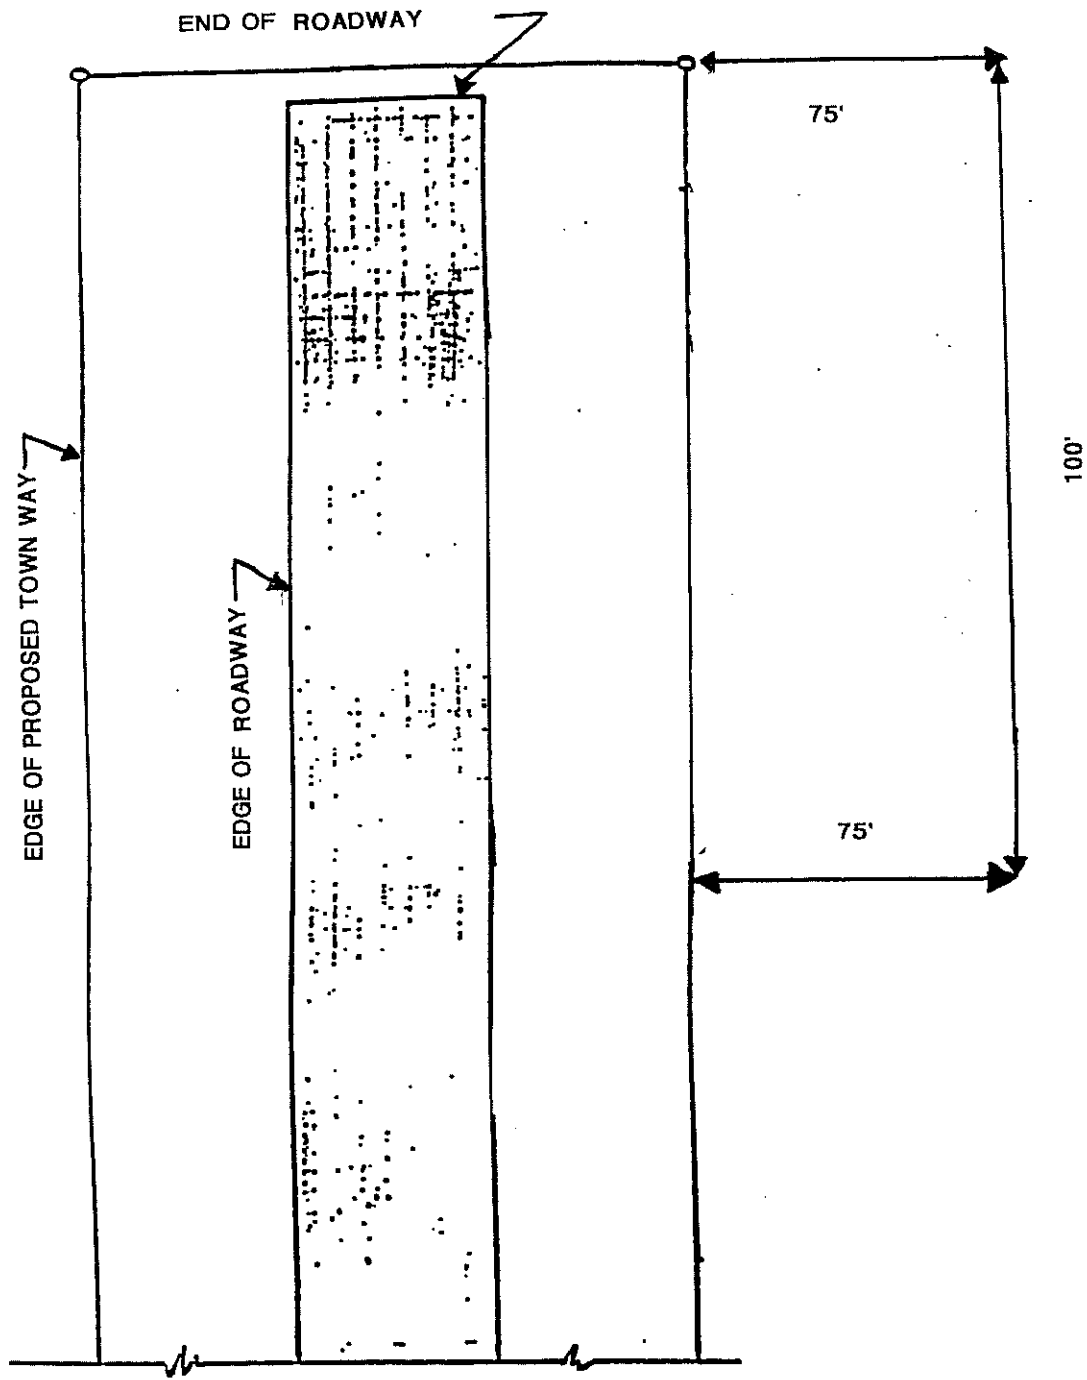 END OF ROADWAY
75'
100'
EDGE OF PROPOSED TOWN WAY
EDGE OF ROADWAY
75'